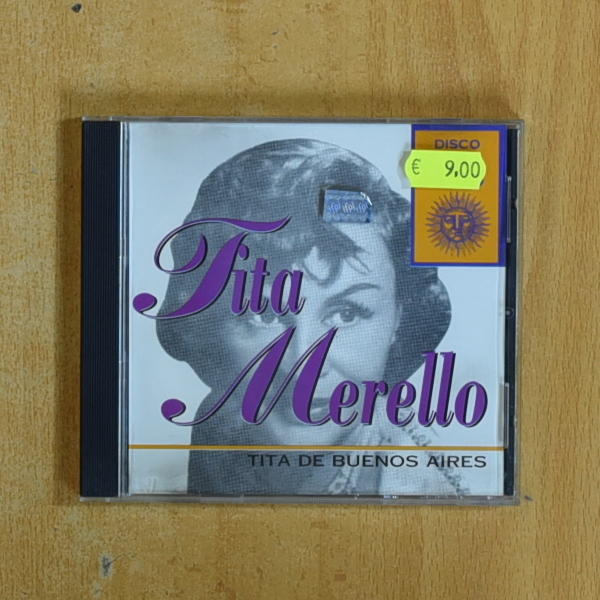 DISCO
€ 9,00
Tita
Merello
TITA DE BUENOS AIRES